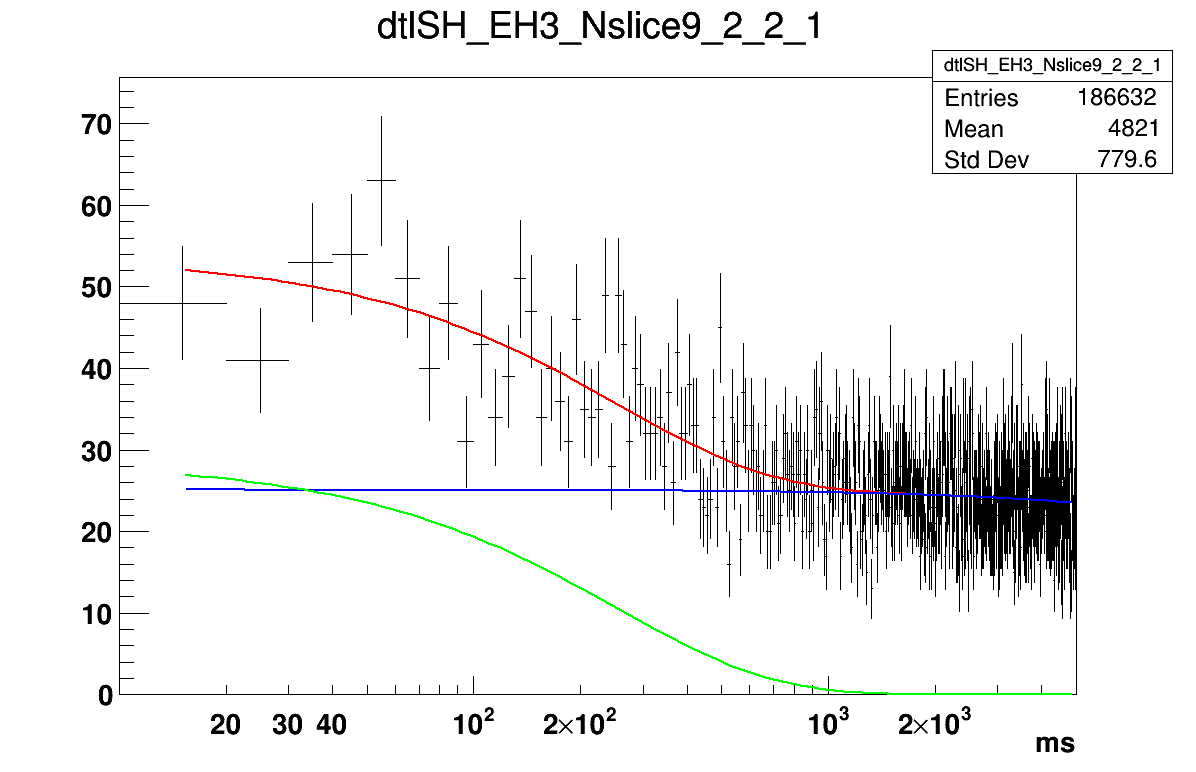 dtlSH_EH3_Nslice9_2_2_1
dtlSH_EH3_Nslice9_2_2_1
Entries 186632
Mean 4821
Std Dev 779.6
70
60
50
40
30
20
10
0
20 30 40 10² 2×10² 10³ 2×10³
ms